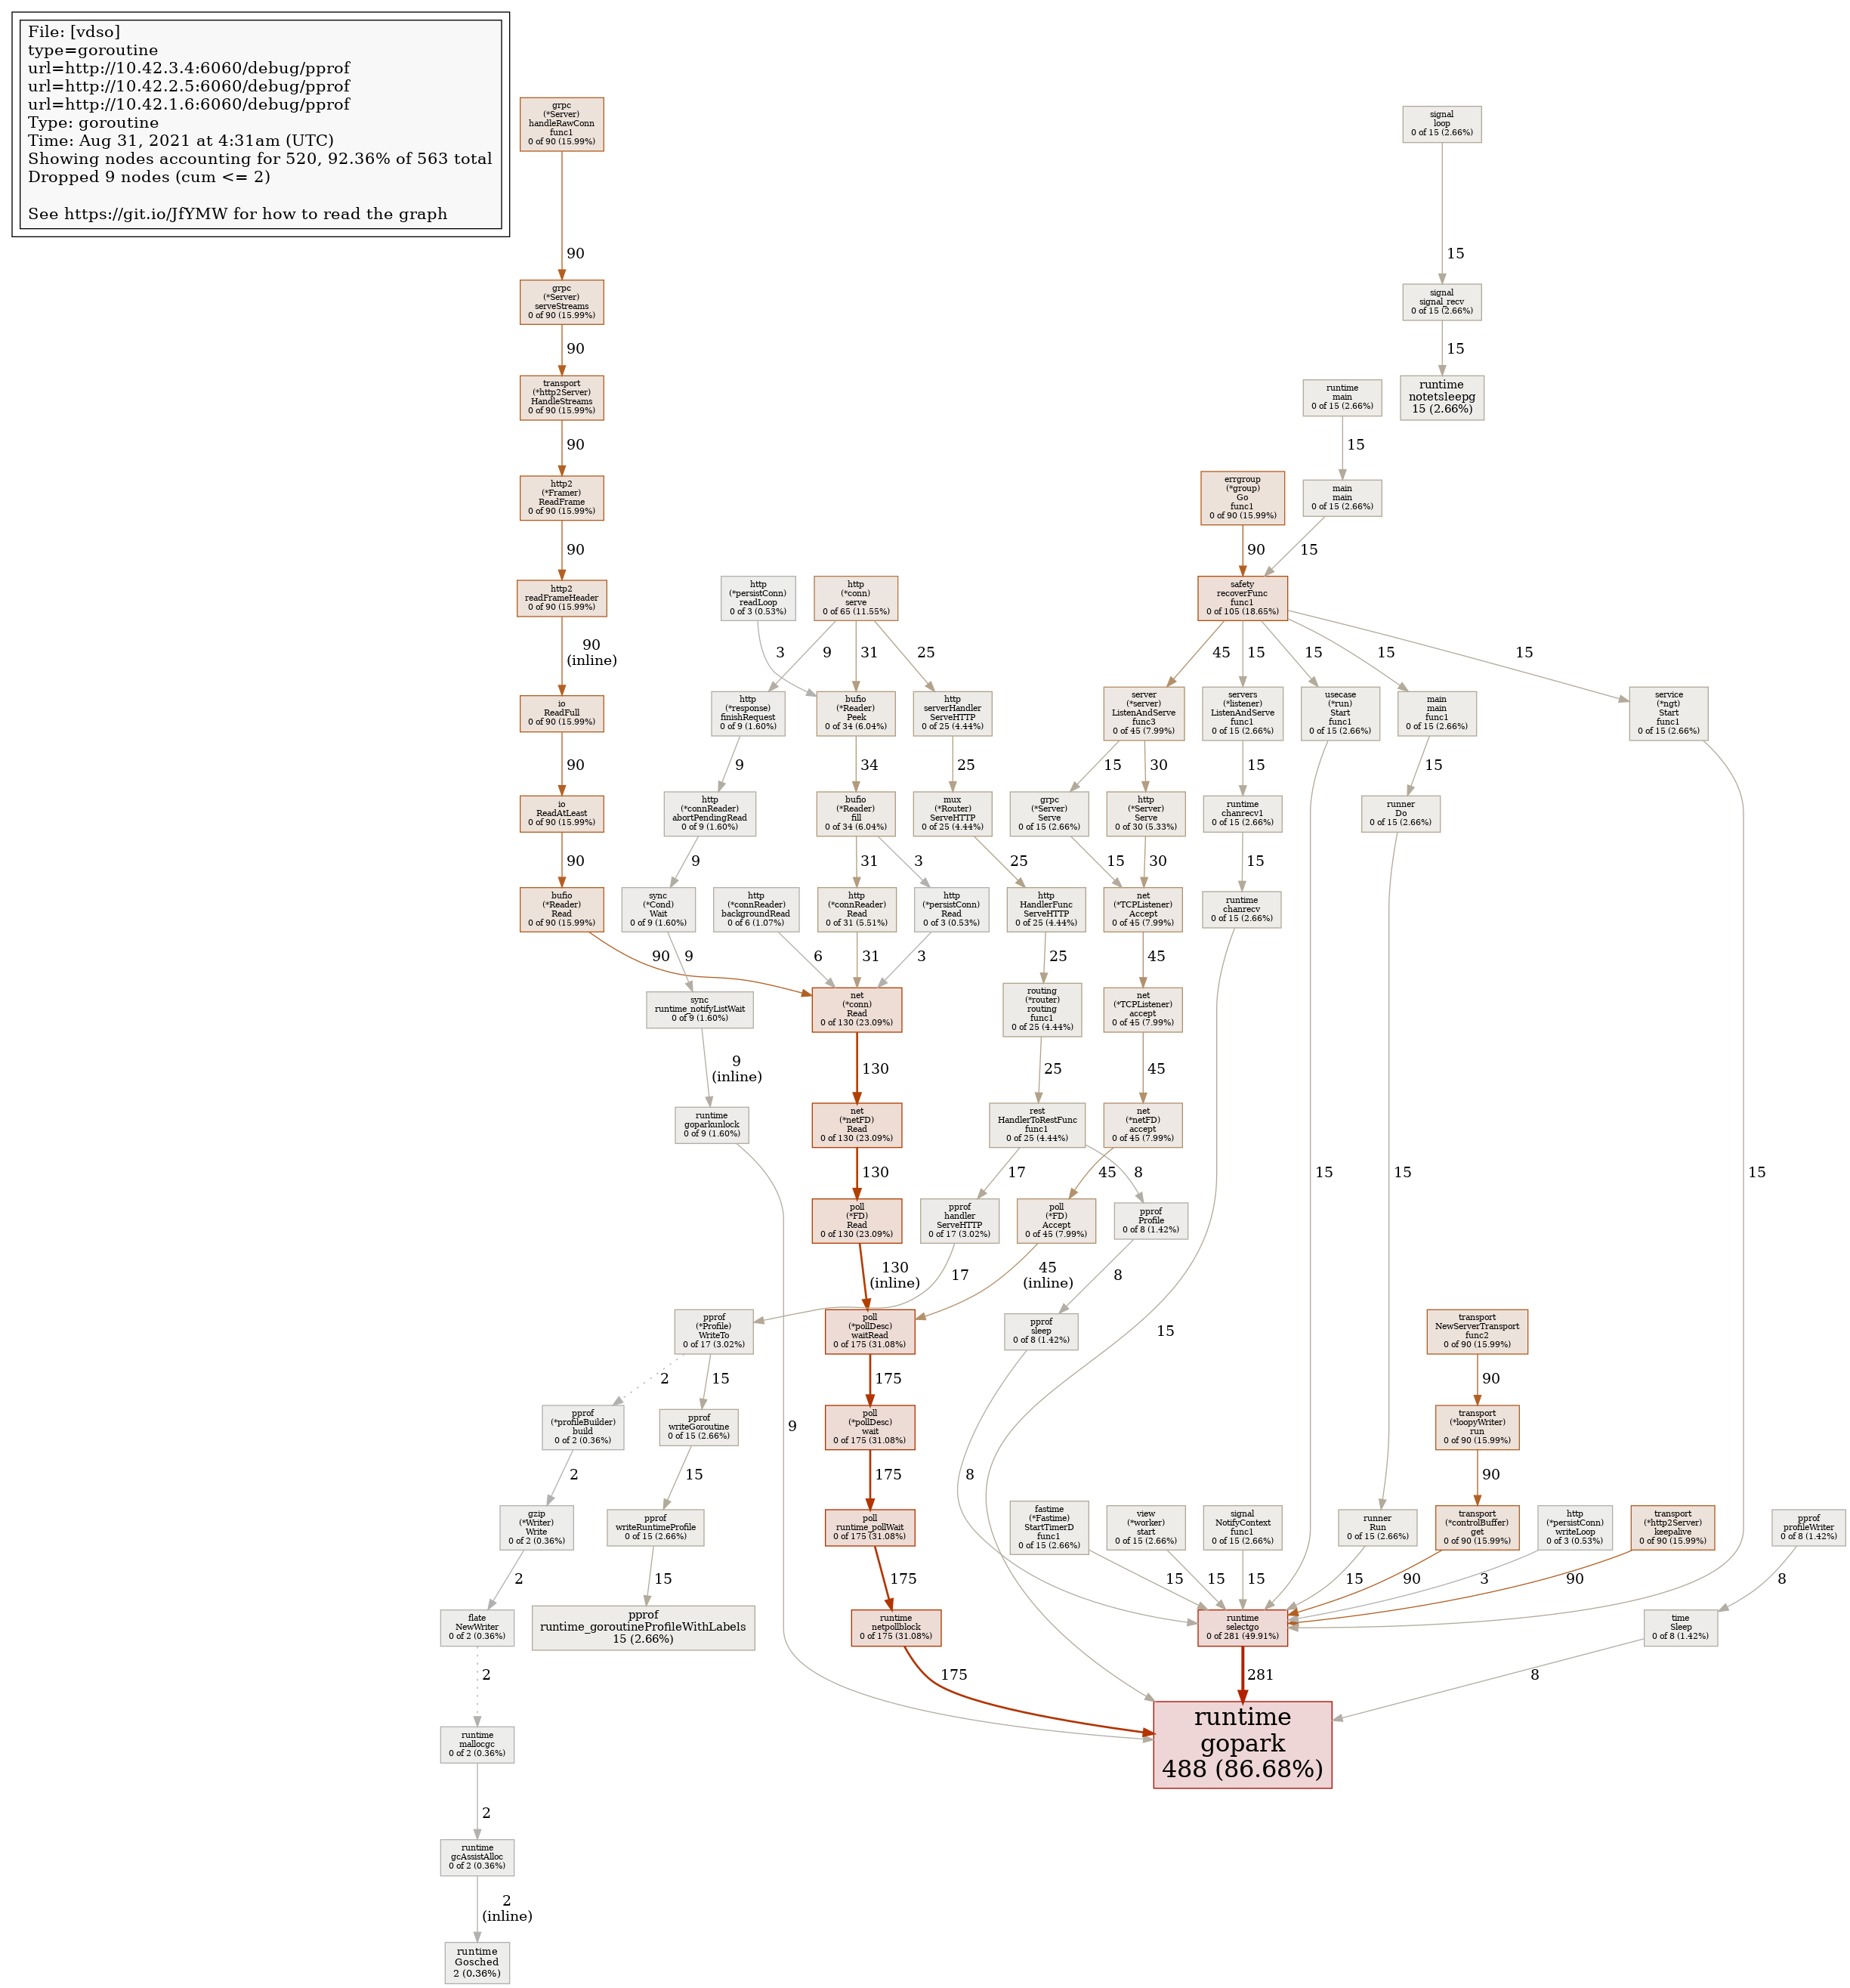 File: [vdso]
type=goroutine
url=http://10.42.3.4:6060/debug/pprof
url=http://10.42.2.5:6060/debug/pprof
url=http://10.42.1.6:6060/debug/pprof
Type: goroutine
Time: Aug 31, 2021 at 4:31am (UTC)
Showing nodes accounting for 520, 92.36% of 563 total
Dropped 9 nodes (cum <= 2)
See https://git.io/JfYMW for how to read the graph
grpc
(*Server)
handleRawConn
func1
0 of 90 (15.99%)
signal
loop
0 of 15 (2.66%)
90
15
grpc
(*Server)
serveStreams
0 of 90 (15.99%)
signal
signal_recv
0 of 15 (2.66%)
90
15
transport
(*http2Server)
HandleStreams
0 of 90 (15.99%)
runtime
main
0 of 15 (2.66%)
runtime
notetsleepg
15 (2.66%)
90
15
http2
(*Framer)
ReadFrame
0 of 90 (15.99%)
errgroup
(*group)
Go
func1
0 of 90 (15.99%)
main
main
0 of 15 (2.66%)
90
90
15
http2
readFrameHeader
0 of 90 (15.99%)
http
(*persistConn)
readLoop
0 of 3 (0.53%)
http
(*conn)
serve
0 of 65 (11.55%)
safety
recoverFunc
func1
0 of 105 (18.65%)
90
(inline)
3
9
31
25
45
15
15
15
15
io
ReadFull
0 of 90 (15.99%)
http
(*response)
finishRequest
0 of 9 (1.60%)
bufio
(*Reader)
Peek
0 of 34 (6.04%)
http
serverHandler
ServeHTTP
0 of 25 (4.44%)
server
(*server)
ListenAndServe
func3
0 of 45 (7.99%)
servers
(*listener)
ListenAndServe
func1
0 of 15 (2.66%)
usecase
(*run)
Start
func1
0 of 15 (2.66%)
main
main
func1
0 of 15 (2.66%)
service
(*ngt)
Start
func1
0 of 15 (2.66%)
90
9
34
25
15
30
15
15
io
ReadAtLeast
0 of 90 (15.99%)
http
(*connReader)
abortPendingRead
0 of 9 (1.60%)
bufio
(*Reader)
fill
0 of 34 (6.04%)
mux
(*Router)
ServeHTTP
0 of 25 (4.44%)
grpc
(*Server)
Serve
0 of 15 (2.66%)
http
(*Server)
Serve
0 of 30 (5.33%)
runtime
chanrecv1
0 of 15 (2.66%)
runner
Do
0 of 15 (2.66%)
90
9
31
3
25
15
30
15
bufio
(*Reader)
Read
0 of 90 (15.99%)
sync
(*Cond)
Wait
0 of 9 (1.60%)
http
(*connReader)
backgroundRead
0 of 6 (1.07%)
http
(*connReader)
Read
0 of 31 (5.51%)
http
(*persistConn)
Read
0 of 3 (0.53%)
http
HandlerFunc
ServeHTTP
0 of 25 (4.44%)
net
(*TCPListener)
Accept
0 of 45 (7.99%)
runtime
chanrecv
0 of 15 (2.66%)
90
9
6
31
3
25
45
sync
runtime_notifyListWait
0 of 9 (1.60%)
net
(*conn)
Read
0 of 130 (23.09%)
routing
(*router)
routing
func1
0 of 25 (4.44%)
net
(*TCPListener)
accept
0 of 45 (7.99%)
9
(inline)
130
25
45
runtime
goparkunlock
0 of 9 (1.60%)
net
(*netFD)
Read
0 of 130 (23.09%)
rest
HandlerToRestFunc
func1
0 of 25 (4.44%)
net
(*netFD)
accept
0 of 45 (7.99%)
130
17
45
8
15
15
15
poll
(*FD)
Read
0 of 130 (23.09%)
pprof
handler
ServeHTTP
0 of 17 (3.02%)
poll
(*FD)
Accept
0 of 45 (7.99%)
pprof
Profile
0 of 8 (1.42%)
130
(inline)
17
45
(inline)
8
pprof
(*Profile)
WriteTo
0 of 17 (3.02%)
poll
(*pollDesc)
waitRead
0 of 175 (31.08%)
pprof
sleep
0 of 8 (1.42%)
15
transport
NewServerTransport
func2
0 of 90 (15.99%)
2
15
175
90
pprof
(*profileBuilder)
build
0 of 2 (0.36%)
pprof
writeGoroutine
0 of 15 (2.66%)
9
poll
(*pollDesc)
wait
0 of 175 (31.08%)
transport
(*loopyWriter)
run
0 of 90 (15.99%)
2
15
175
8
90
gzip
(*Writer)
Write
0 of 2 (0.36%)
pprof
writeRuntimeProfile
0 of 15 (2.66%)
poll
runtime_pollWait
0 of 175 (31.08%)
fastime
(*Fastime)
StartTimerD
func1
0 of 15 (2.66%)
view
(*worker)
start
0 of 15 (2.66%)
signal
NotifyContext
func1
0 of 15 (2.66%)
runner
Run
0 of 15 (2.66%)
transport
(*controlBuffer)
get
0 of 90 (15.99%)
http
(*persistConn)
writeLoop
0 of 3 (0.53%)
transport
(*http2Server)
keepalive
0 of 90 (15.99%)
pprof
profileWriter
0 of 8 (1.42%)
2
15
175
15
15
15
15
90
3
90
8
flate
NewWriter
0 of 2 (0.36%)
pprof
runtime_goroutineProfileWithLabels
15 (2.66%)
runtime
netpollblock
0 of 175 (31.08%)
runtime
selectgo
0 of 281 (49.91%)
time
Sleep
0 of 8 (1.42%)
2
175
281
8
runtime
mallocgc
0 of 2 (0.36%)
runtime
gopark
488 (86.68%)
2
runtime
gcAssistAlloc
0 of 2 (0.36%)
2
(inline)
runtime
Gosched
2 (0.36%)